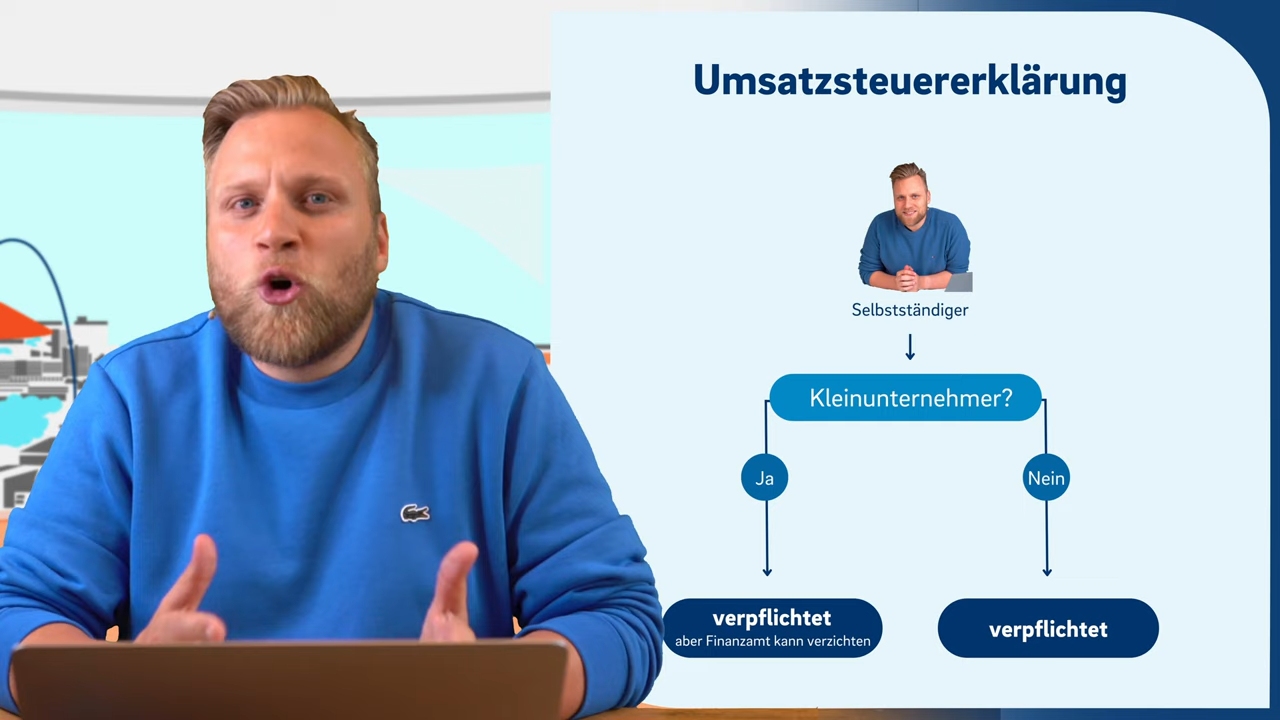 Umsatzsteuererklärung
Selbstständiger
Kleinunternehmer?
Ja
Nein
verpflichtet
aber Finanzamt kann verzichten
verpflichtet